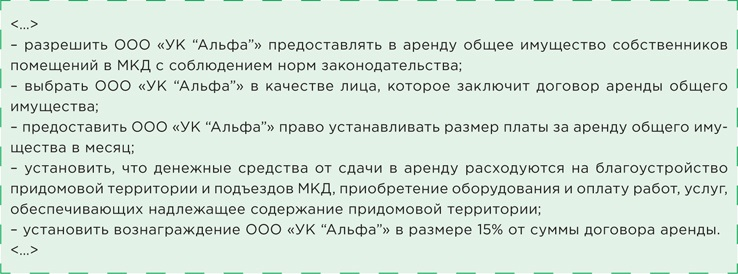 <...>
– разрешить ООО «УК “Альфа”» предоставлять в аренду общее имущество собственников
помещений в МКД с соблюдением норм законодательства;
– выбрать ООО «УК “Альфа”» в качестве лица, которое заключит договор аренды общего
имущества;
– предоставить ООО «УК “Альфа”» право устанавливать размер платы за аренду общего иму-
щества в месяц;
– установить, что денежные средства от сдачи в аренду расходуются на благоустройство
придомовой территории и подъездов МКД, приобретение оборудования и оплату работ, услуг,
обеспечивающих надлежащее содержание придомовой территории;
– установить вознаграждение ООО «УК “Альфа”» в размере 15% от суммы договора аренды.
<...>